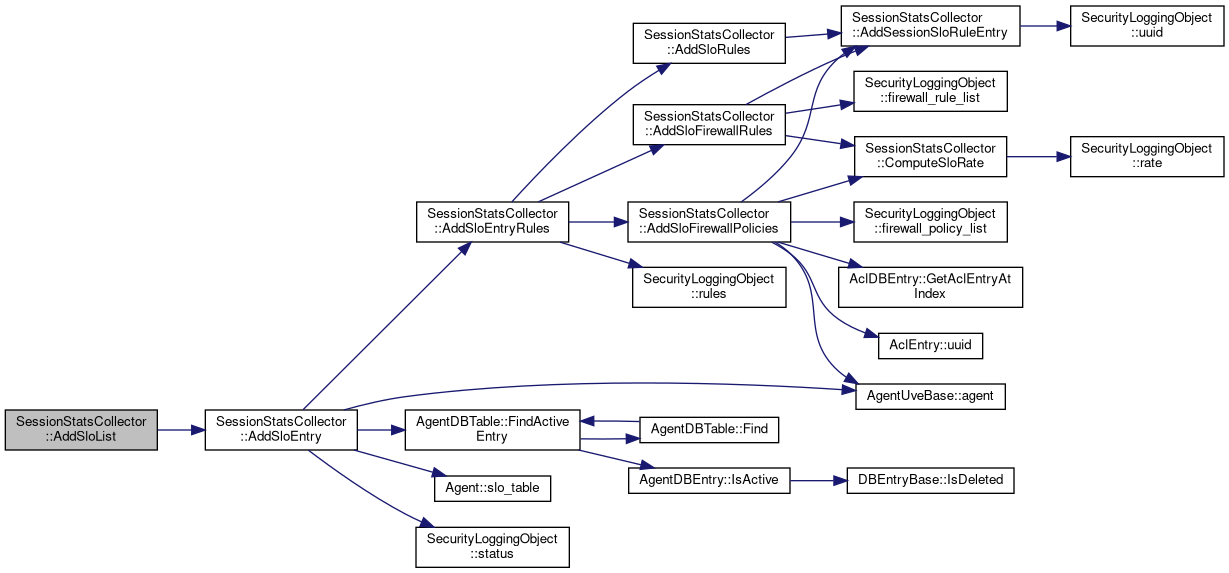 SessionStatsCollector
::AddSloList
SessionStatsCollector
::AddSloEntry
SessionStatsCollector
::AddSloEntryRules
SessionStatsCollector
::AddSloRules
SessionStatsCollector
::AddSessionSloRuleEntry
SecurityLoggingObject
::uuid
SessionStatsCollector
::AddSloFirewallRules
SecurityLoggingObject
::firewall_rule_list
SessionStatsCollector
::ComputeSloRate
SecurityLoggingObject
::rate
SessionStatsCollector
::AddSloFirewallPolicies
SecurityLoggingObject
::firewall_policy_list
AclDBEntry::GetAclEntryAt
Index
AclEntry::uuid
AgentUveBase::agent
SecurityLoggingObject
::rules
AgentDBTable::FindActive
Entry
AgentDBTable::Find
AgentDBEntry::IsActive
DBEntryBase::IsDeleted
Agent::slo_table
SecurityLoggingObject
::status